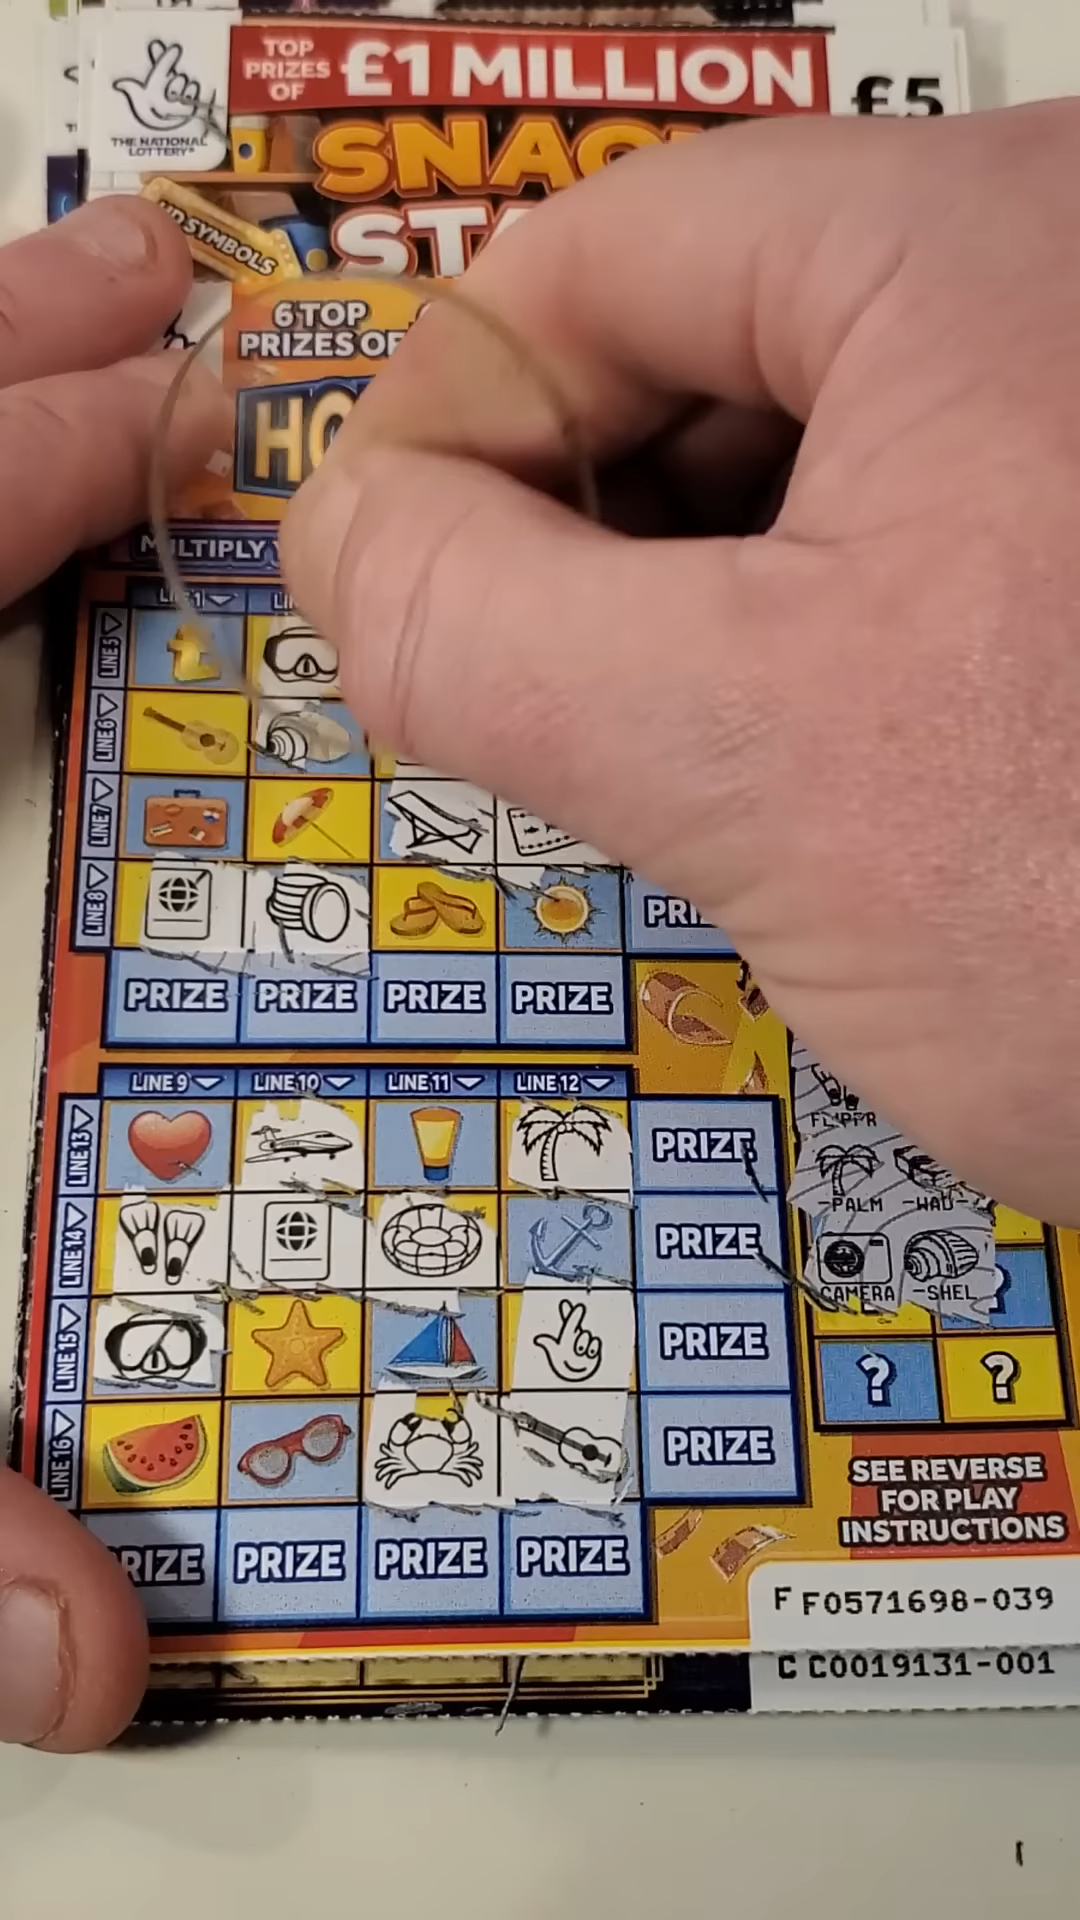 TOP
PRIZES
OF
£1 MILLION
£5
THE NATIONAL
LOTTERY®
SYMBOLS
6 TOP
PRIZES OF
MULTIPLY
LINE 5
LINE 6
LINE 7
LINE 8
PRIZE PRIZE PRIZE PRIZE
LINE 9 LINE 10 LINE 11 LINE 12
LINE 13 PRIZE
LINE 14 PRIZE
LINE 15 PRIZE
LINE 16 PRIZE
PRIZE PRIZE PRIZE
PALM
CAMERA SHEL
? ?
SEE REVERSE
FOR PLAY
INSTRUCTIONS
F F0571698-039
C C0019131-001